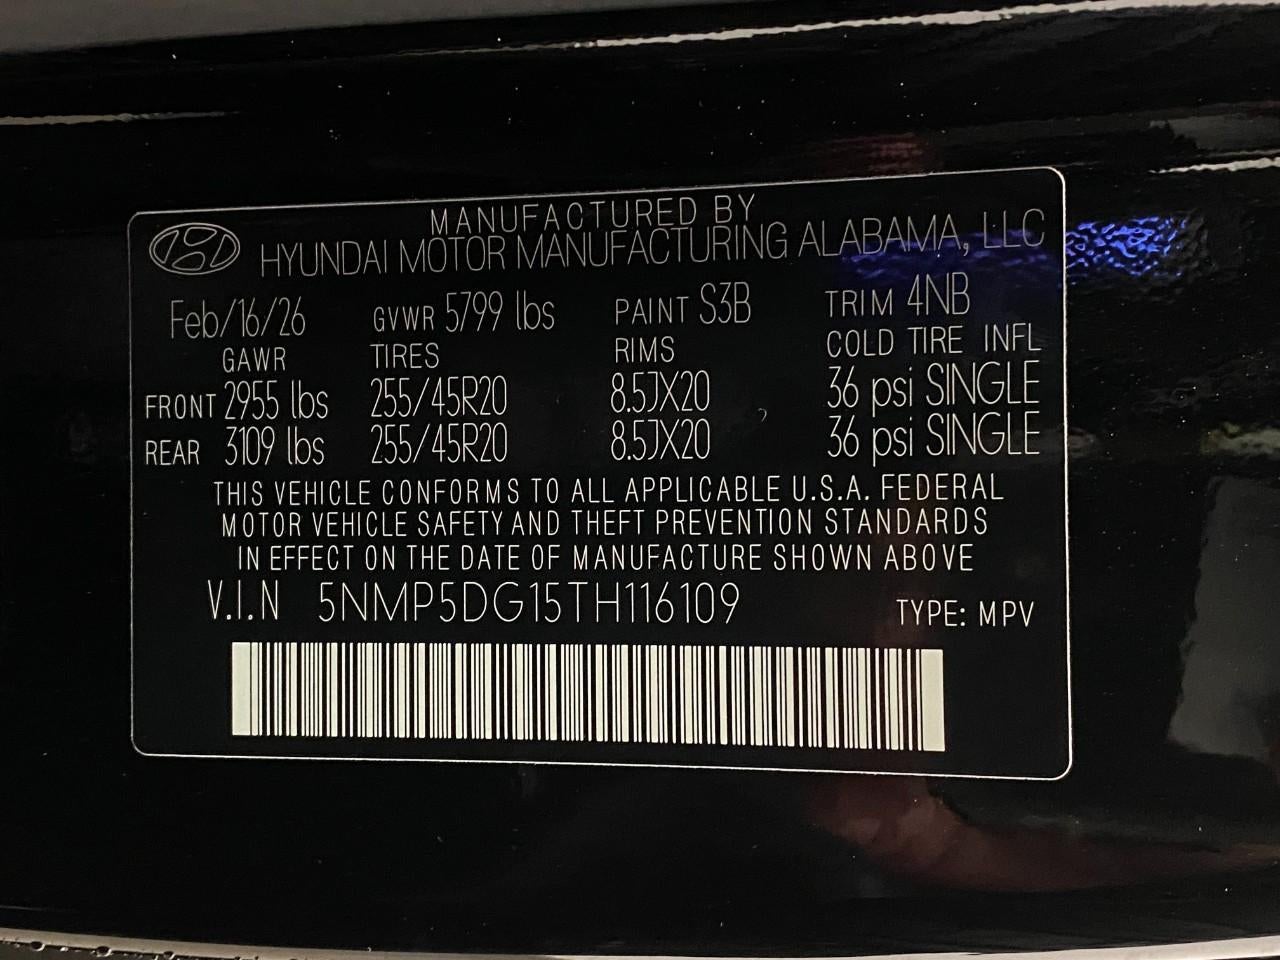 MANUFACTURED BY
HYUNDAI MOTOR MANUFACTURING ALABAMA, LLC
Feb/16/26 GVWR 5799 lbs PAINT S3B TRIM 4NB
GAWR TIRES RIMS COLD TIRE INFL
FRONT 2955 lbs 255/45R20 8.5JX20 36 psi SINGLE
REAR 3109 lbs 255/45R20 8.5JX20 36 psi SINGLE
THIS VEHICLE CONFORMS TO ALL APPLICABLE U.S.A. FEDERAL
MOTOR VEHICLE SAFETY AND THEFT PREVENTION STANDARDS
IN EFFECT ON THE DATE OF MANUFACTURE SHOWN ABOVE
V.I.N 5NMP5DG15TH116109 TYPE: MPV